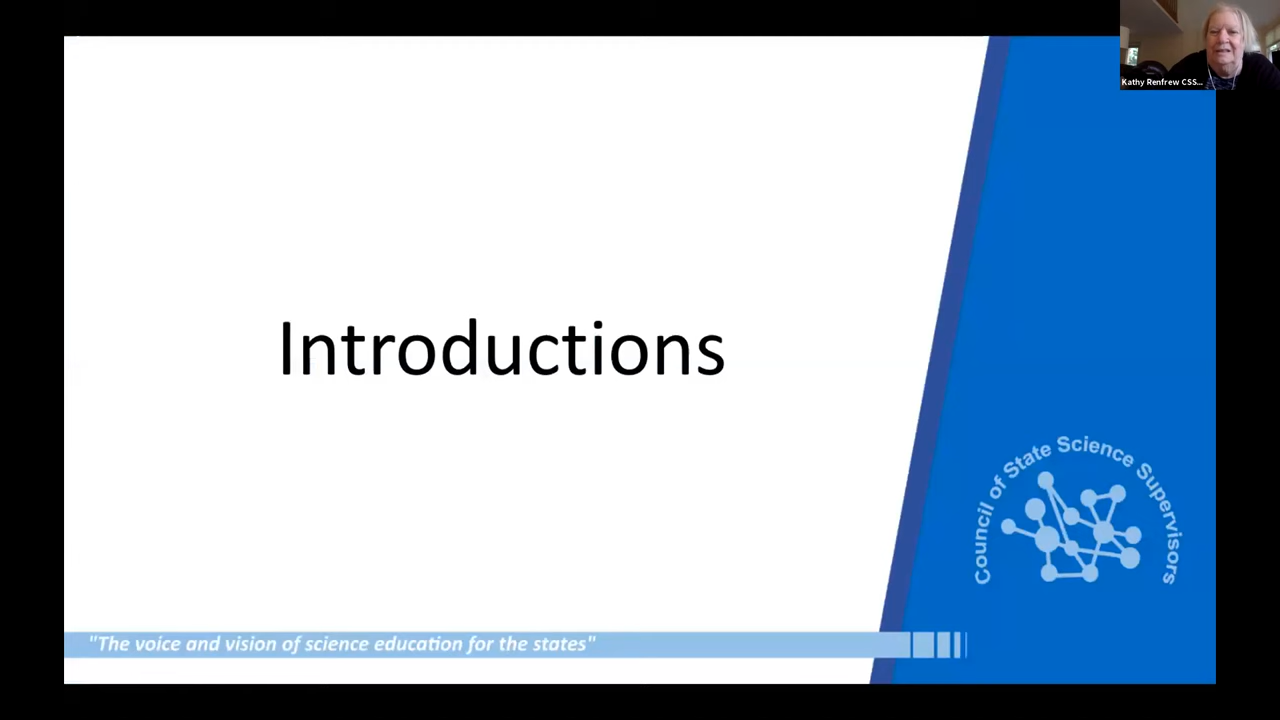 Kathy Renfrew CSS...
Introductions
Council of State Science Supervisors
"The voice and vision of science education for the states"